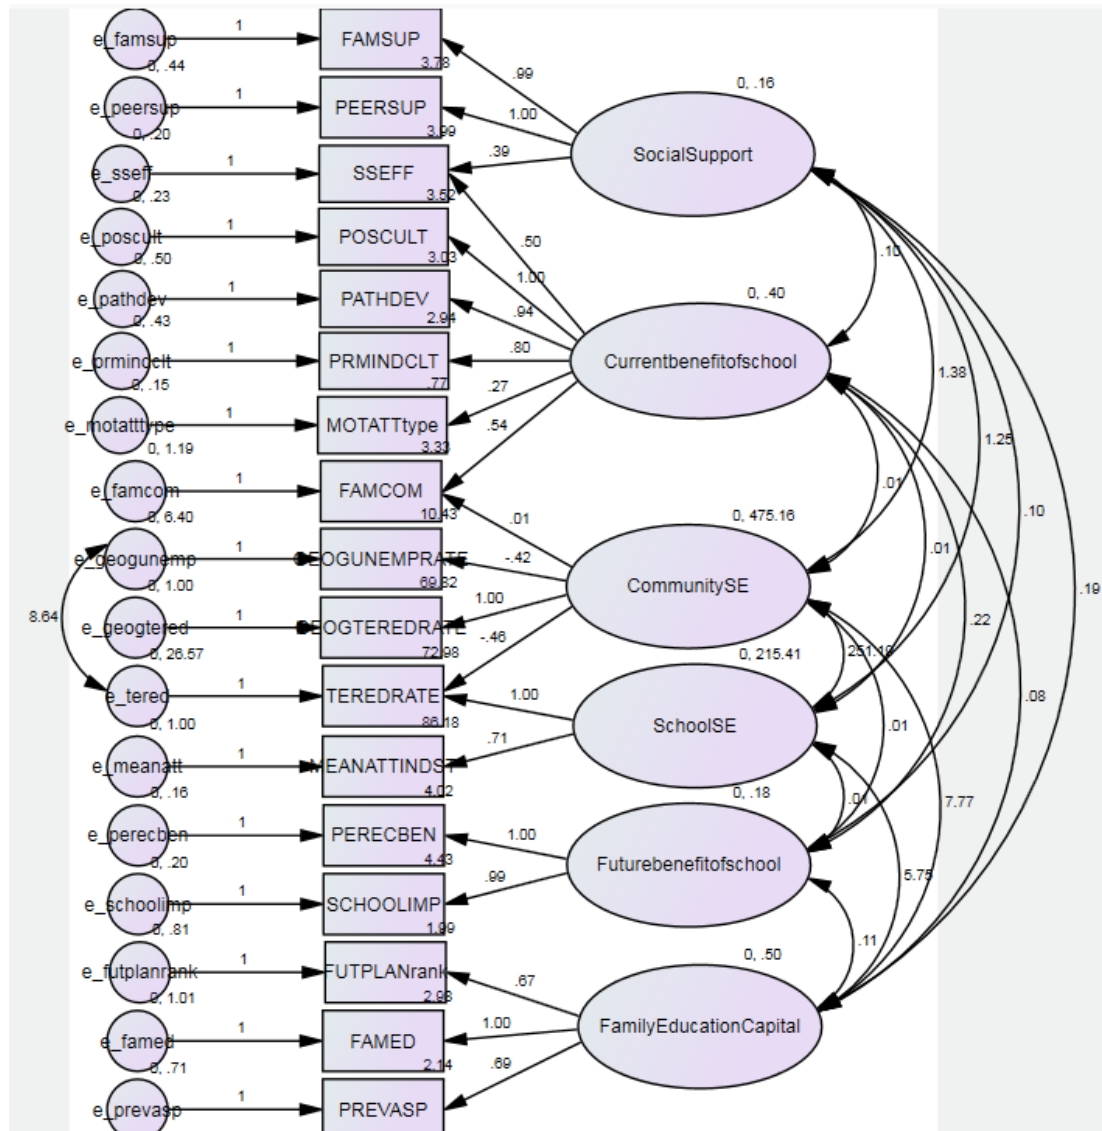 e_famsup 1 FAMSUP
0, .44 3.78 .99 0, .16
e_peersup 1 PEERSUP 1.00
0, .20 3.99 SocialSupport
e_sseff 1 SSEFF .39
0, .23 3.52
e_poscult 1 POSCULT .50
0, .50 3.03 1.00 .10
e_pathdev 1 PATHDEV .94 0, .40
0, .43 2.94
e_prmindclt 1 PRMINDCLT .80 Currentbenefitofschool
0, .15 .77 1.38
e_motatttype 1 MOTATTtype .27
0, 1.19 3.33 .54 1.25
e_famcom 1 FAMCOM .01
0, 6.40 10.43 .01 0, 475.16 .10
e_geogunemp 1 GEOGUNEMPRATE -.42 .01
0, 1.00 69.82 CommunitySE .19
8.64 e_geogtered 1 GEOGTEREDRATE 1.00 .22
0, 26.57 72.98 -.46 0, 215.41 251.19
e_tered 1 TEREDRATE 1.00 .08
0, 1.00 86.18 SchoolSE .01
e_meanatt 1 MEANATTINDST .71
0, .16 4.02 0, .18 .01 7.77
e_perecben 1 PERECBEN 1.00
0, .20 4.43 Futurebenefitofschool
e_schoolimp 1 SCHOOLIMP .99 5.75
0, .81 1.99
e_futplanrank 1 FUTPLANrank 0, .50 .11
0, 1.01 2.98 .67
e_famed 1 FAMED 1.00 FamilyEducationCapital
0, .71 2.14 .69
e_prevasp 1 PREVASP